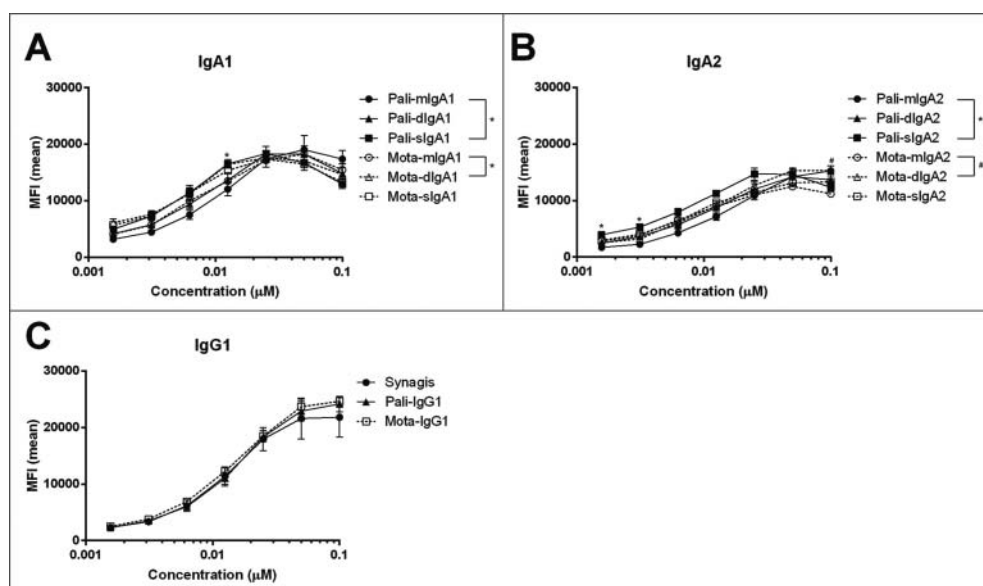 A
IgA1
30000
20000
10000
0
MFI (mean)
0.001
0.01
0.1
Concentration (µM)
*
Pali-mIgA1
Pali-dIgA1
Pali-sIgA1
Mota-mIgA1
Mota-dIgA1
Mota-sIgA1
*
*
B
IgA2
30000
20000
10000
0
MFI (mean)
0.001
0.01
0.1
Concentration (µM)
*
*
#
Pali-mIgA2
Pali-dIgA2
Pali-sIgA2
Mota-mIgA2
Mota-dIgA2
Mota-sIgA2
*
#
C
IgG1
30000
20000
10000
0
MFI (mean)
0.001
0.01
0.1
Concentration (µM)
Synagis
Pali-IgG1
Mota-IgG1